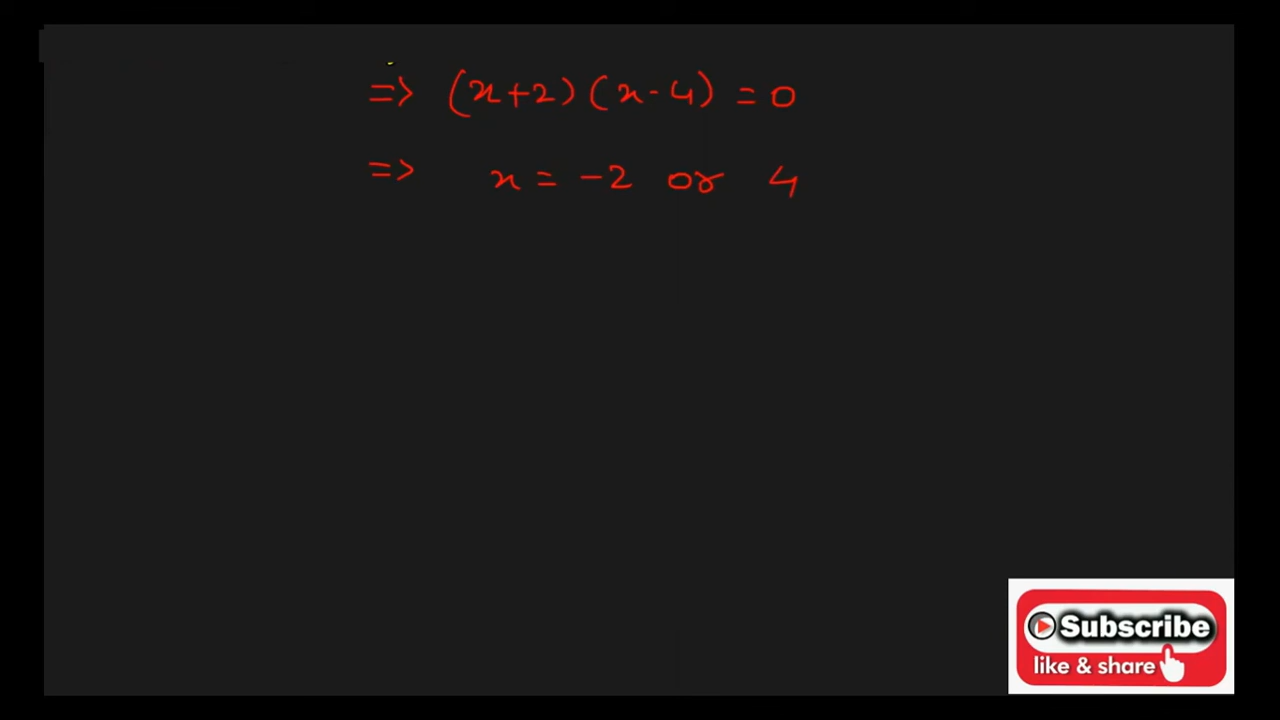 => (x+2)(x-4) = 0
=> x = -2 or 4
Subscribe
like & share